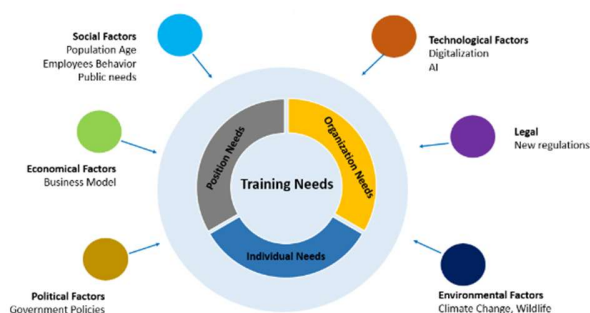 Social Factors
Population Age
Employees Behavior
Public needs
Technological Factors
Digitalization
AI
Economical Factors
Business Model
Legal
New regulations
Position Needs
Organization Needs
Training Needs
Individual Needs
Political Factors
Government Policies
Environmental Factors
Climate Change, Wildlife